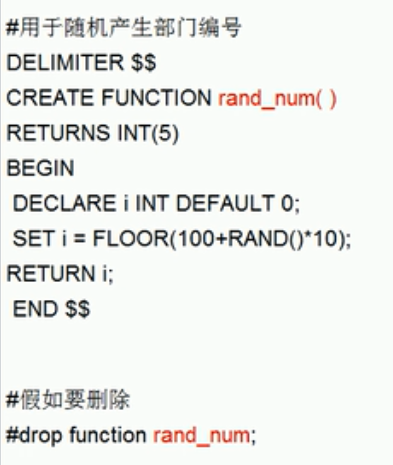 #用于随机产生部门编号
DELIMITER $$
CREATE FUNCTION rand_num( )
RETURNS INT(5)
BEGIN
DECLARE i INT DEFAULT 0;
SET i = FLOOR(100+RAND()*10);
RETURN i;
END $$
#假如要删除
#drop function rand_num;